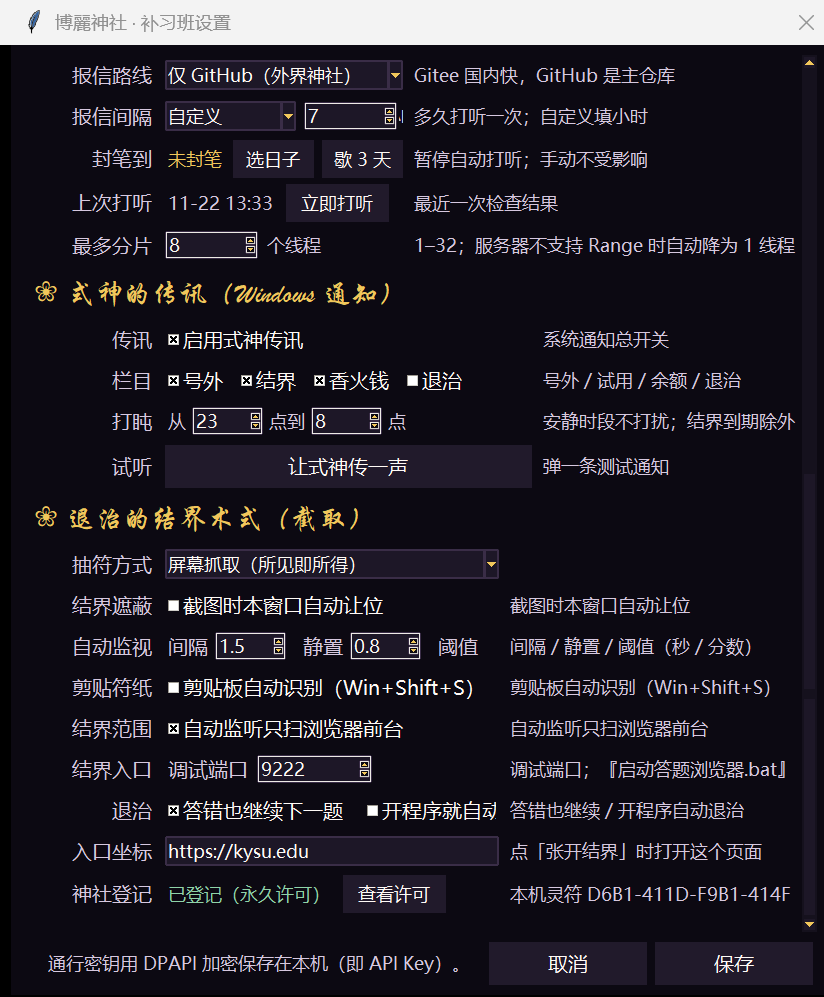 博麗神社 · 补习班设置
报信路线 仅 GitHub（外界神社） Gitee 国内快，GitHub 是主仓库
报信间隔 自定义 7 多久打听一次；自定义填小时
封笔到 未封笔 选日子 歇 3 天 暂停自动打听；手动不受影响
上次打听 11-22 13:33 立即打听 最近一次检查结果
最多分片 8 个线程 1–32；服务器不支持 Range 时自动降为 1 线程
❀ 式神的传讯（Windows 通知）
传讯 启用式神传讯 系统通知总开关
栏目 号外 结界 香火钱 退治 号外 / 试用 / 余额 / 退治
打盹 从 23 点到 8 点 安静时段不打扰；结界到期除外
试听 让式神传一声 弹一条测试通知
❀ 退治的结界术式（截取）
抽符方式 屏幕抓取（所见即所得）
结界遮蔽 截图时本窗口自动让位 截图时本窗口自动让位
自动监视 间隔 1.5 静置 0.8 阈值 间隔 / 静置 / 阈值（秒 / 分数）
剪贴符纸 剪贴板自动识别（Win+Shift+S） 剪贴板自动识别（Win+Shift+S）
结界范围 自动监听只扫浏览器前台 自动监听只扫浏览器前台
结界入口 调试端口 9222 调试端口；『启动答题浏览器.bat』
退治 答错也继续下一题 开程序就自动 答错也继续 / 开程序自动退治
入口坐标 https://kysu.edu 点「张开结界」时打开这个页面
神社登记 已登记（永久许可） 查看许可 本机灵符 D6B1-411D-F9B1-414F
通行密钥用 DPAPI 加密保存在本机（即 API Key）。 取消 保存